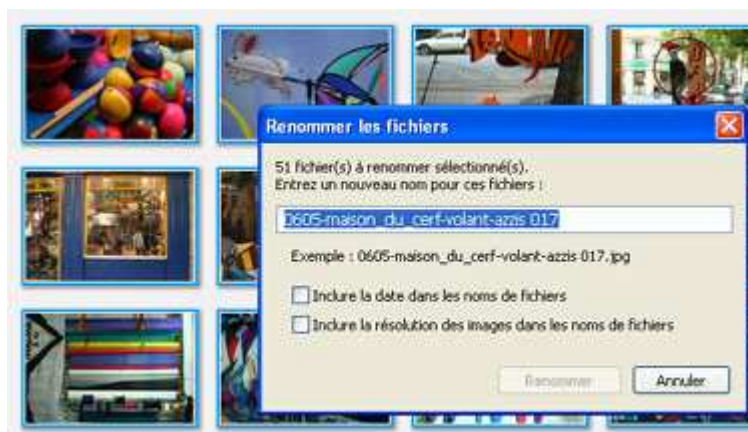 Renommer les fichiers
51 fichier(s) à renommer sélectionné(s).
Entrez un nouveau nom pour ces fichiers :
0605-maison_du_cerf-volant-azzis 017
Exemple : 0605-maison_du_cerf-volant-azzis 017.jpg
Inclure la date dans les noms de fichiers
Inclure la résolution des images dans les noms de fichiers
Renommer
Annuler